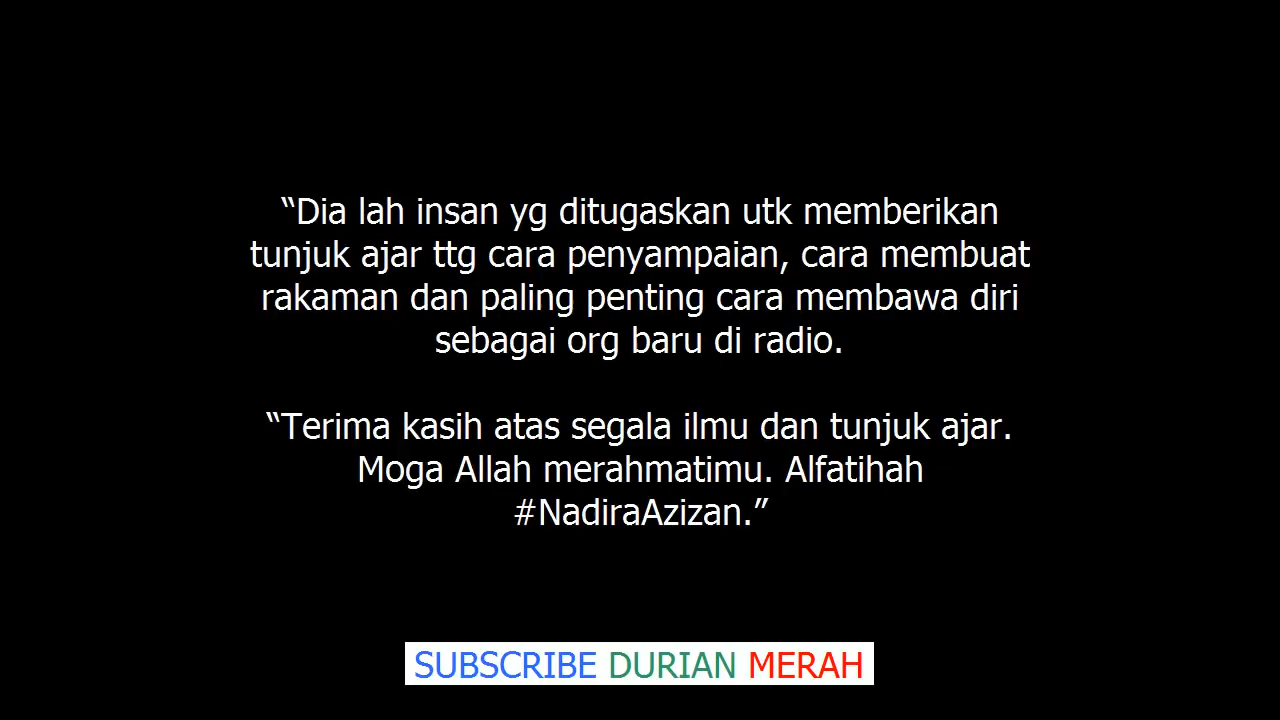 “Dia lah insan yg ditugaskan utk memberikan
tunjuk ajar ttg cara penyampaian, cara membuat
rakaman dan paling penting cara membawa diri
sebagai org baru di radio.
“Terima kasih atas segala ilmu dan tunjuk ajar.
Moga Allah merahmatimu. Alfatihah
#NadiraAzizan.”
SUBSCRIBE DURIAN MERAH